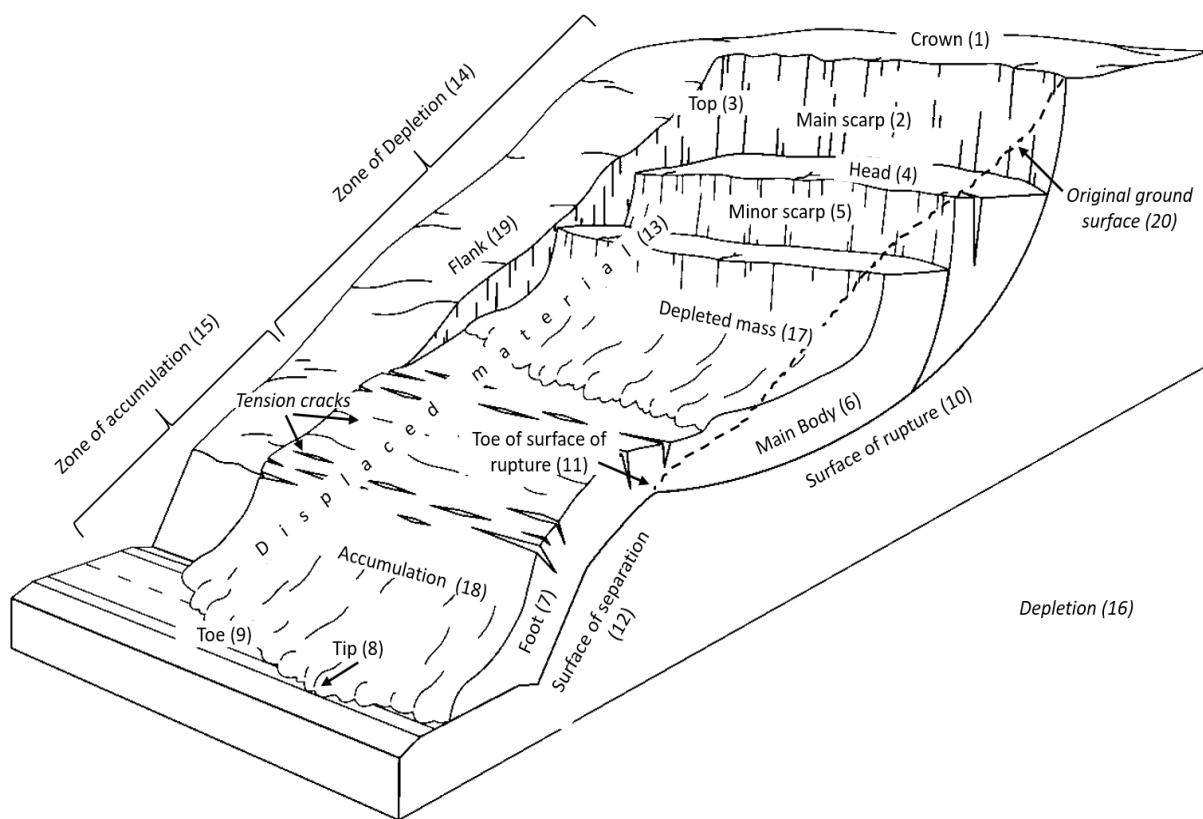 Crown (1)
Zone of Depletion (14)
Top (3)
Main scarp (2)
Head (4)
Original ground
surface (20)
Minor scarp (5)
Flank (19)
Displaced material (13)
Depleted mass (17)
Zone of accumulation (15)
Tension cracks
Toe of surface of
rupture (11)
Main Body (6)
Surface of rupture (10)
Accumulation (18)
Foot (7)
Surface of separation
(12)
Depletion (16)
Toe (9)
Tip (8)